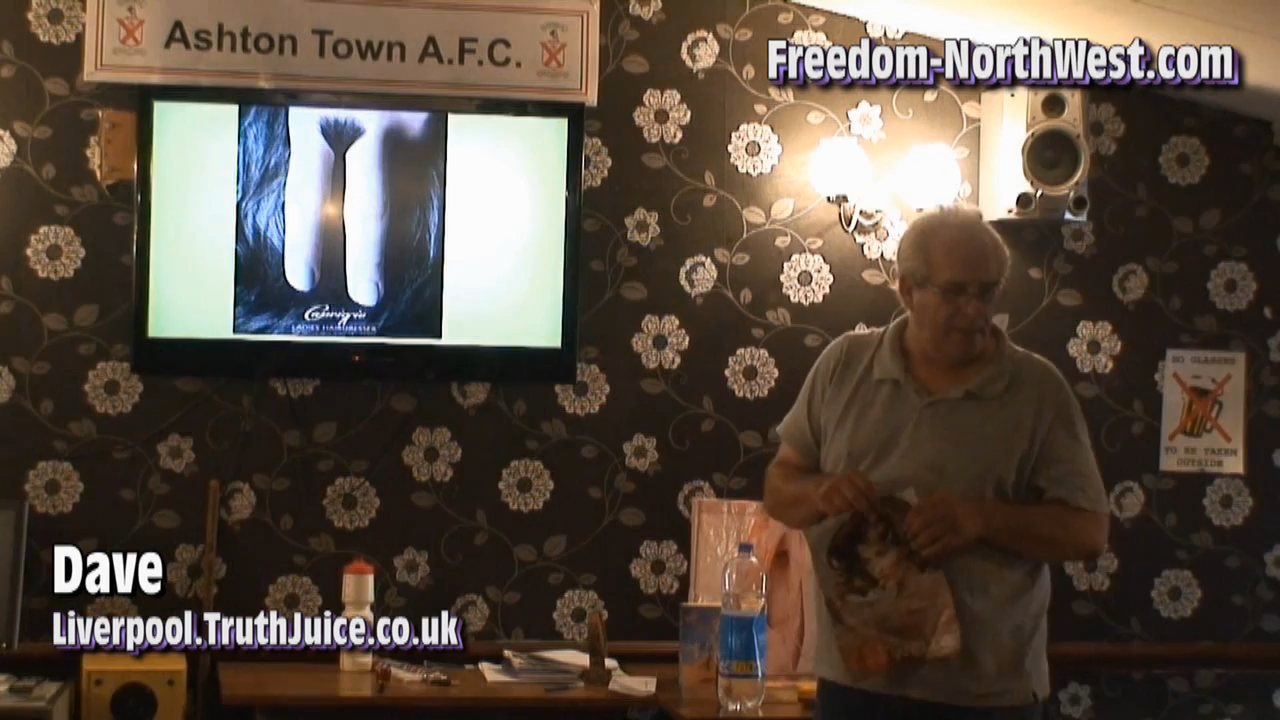 Ashton Town A.F.C.
Freedom-NorthWest.com
LADIES HAIRDRESSER
NO GLASSES
TO BE TAKEN
OUTSIDE
Dave
Liverpool.TruthJuice.co.uk